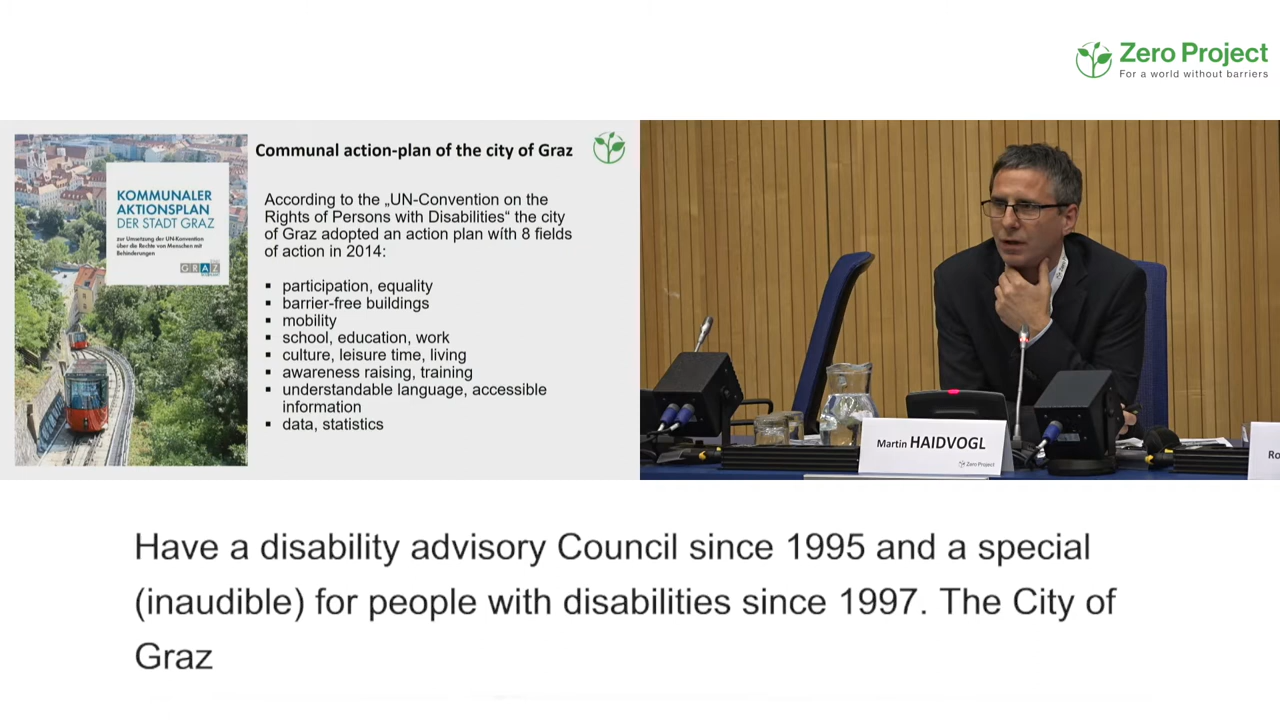 Zero Project
For a world without barriers
Communal action-plan of the city of Graz
KOMMUNALER
AKTIONSPLAN
DER STADT GRAZ
zur Umsetzung der UN-Konvention
über die Rechte von Menschen mit
Behinderungen
GRAZ
According to the „UN-Convention on the
Rights of Persons with Disabilities“ the city
of Graz adopted an action plan with 8 fields
of action in 2014:
▪ participation, equality
▪ barrier-free buildings
▪ mobility
▪ school, education, work
▪ culture, leisure time, living
▪ awareness raising, training
▪ understandable language, accessible
information
▪ data, statistics
Martin HAIDVOGL
Zero Project
Ro
Have a disability advisory Council since 1995 and a special
(inaudible) for people with disabilities since 1997. The City of
Graz